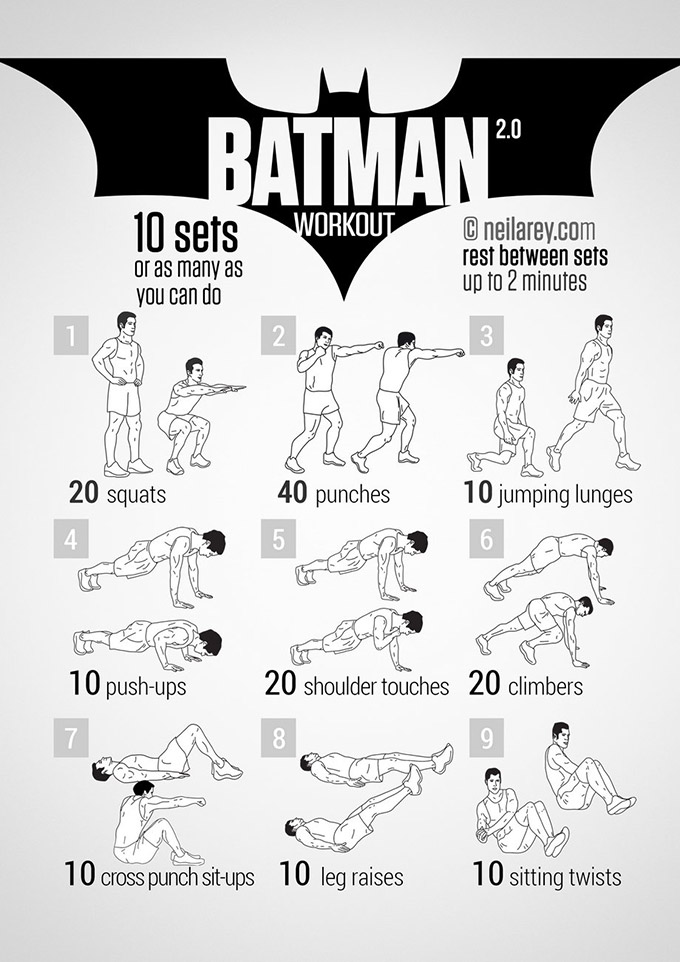 BATMAN 2.0
WORKOUT
10 sets
or as many as
you can do
© neilarey.com
rest between sets
up to 2 minutes
1
20 squats
2
40 punches
3
10 jumping lunges
4
10 push-ups
5
20 shoulder touches
6
20 climbers
7
10 cross punch sit-ups
8
10 leg raises
9
10 sitting twists